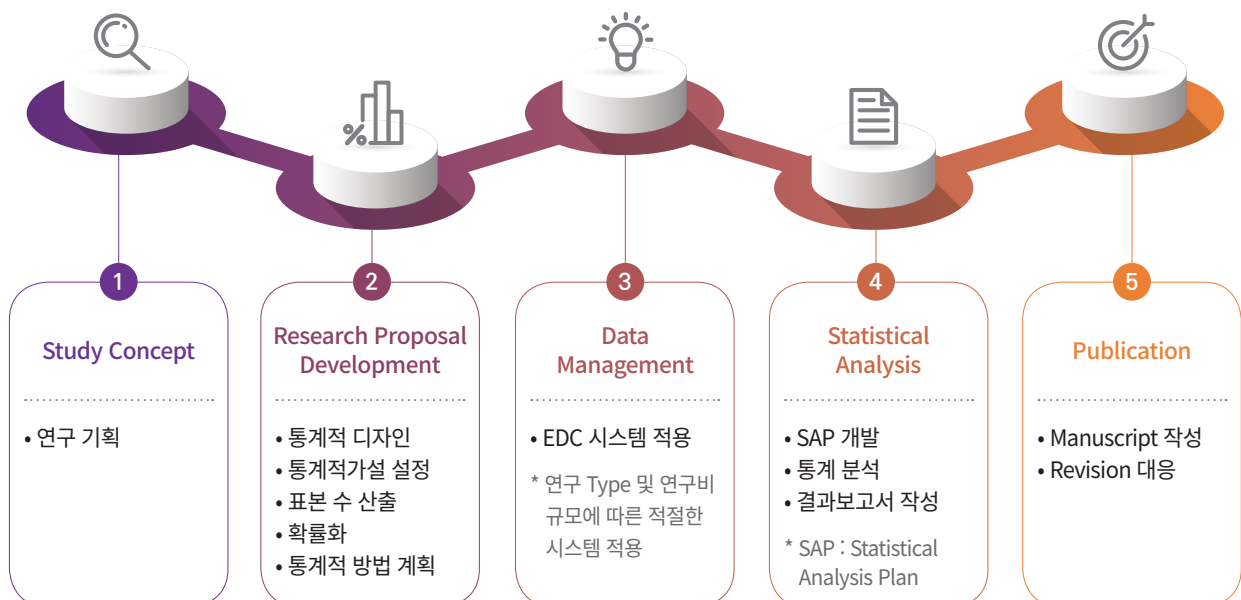 %
1
Study Concept
• 연구 기획
2
Research Proposal
Development
• 통계적 디자인
• 통계적가설 설정
• 표본 수 산출
• 확률화
• 통계적 방법 계획
3
Data
Management
• EDC 시스템 적용
* 연구 Type 및 연구비
규모에 따른 적절한
시스템 적용
4
Statistical
Analysis
• SAP 개발
• 통계 분석
• 결과보고서 작성
* SAP : Statistical
Analysis Plan
5
Publication
• Manuscript 작성
• Revision 대응